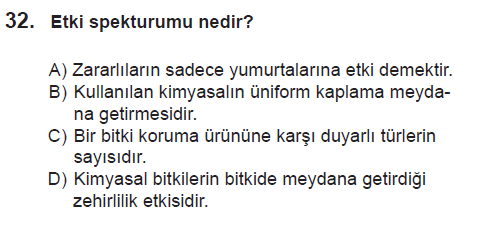 32. Etki spekturumu nedir?
A) Zararlıların sadece yumurtalarına etki demektir.
B) Kullanılan kimyasalın üniform kaplama meyda-
na getirmesidir.
C) Bir bitki koruma ürününe karşı duyarlı türlerin
sayısıdır.
D) Kimyasal bitkilerin bitkide meydana getirdiği
zehirlilik etkisidir.